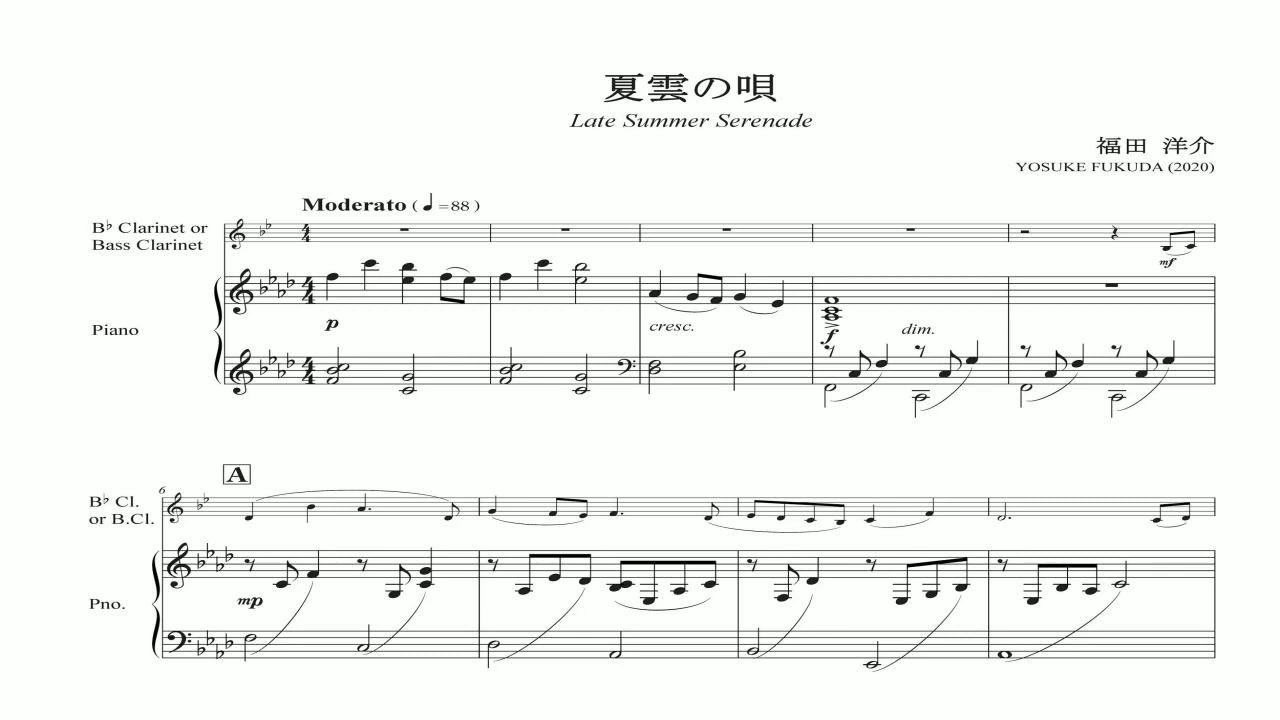 夏雲の唄
Late Summer Serenade
福田 洋介
YOSUKE FUKUDA (2020)
Moderato (♩=88)
B♭ Clarinet or
Bass Clarinet
mf
Piano
p
cresc.
f
dim.
A
6
B♭ Cl.
or B.Cl.
Pno.
mp